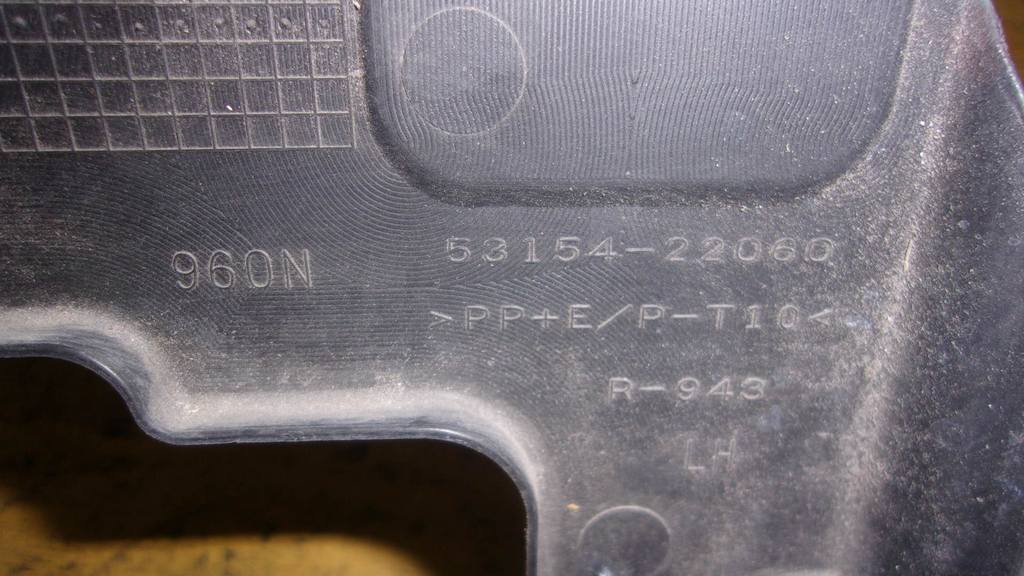 960N
53154-22060
>PP+E/P-T10<
R-943
LH